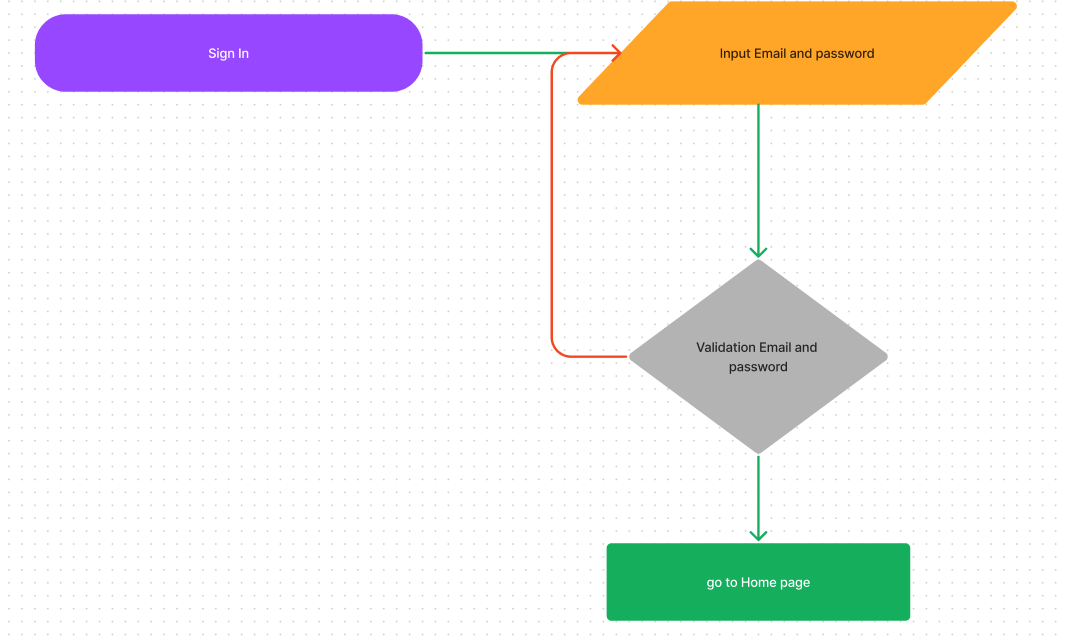 Sign In
Input Email and password
Validation Email and
password
go to Home page